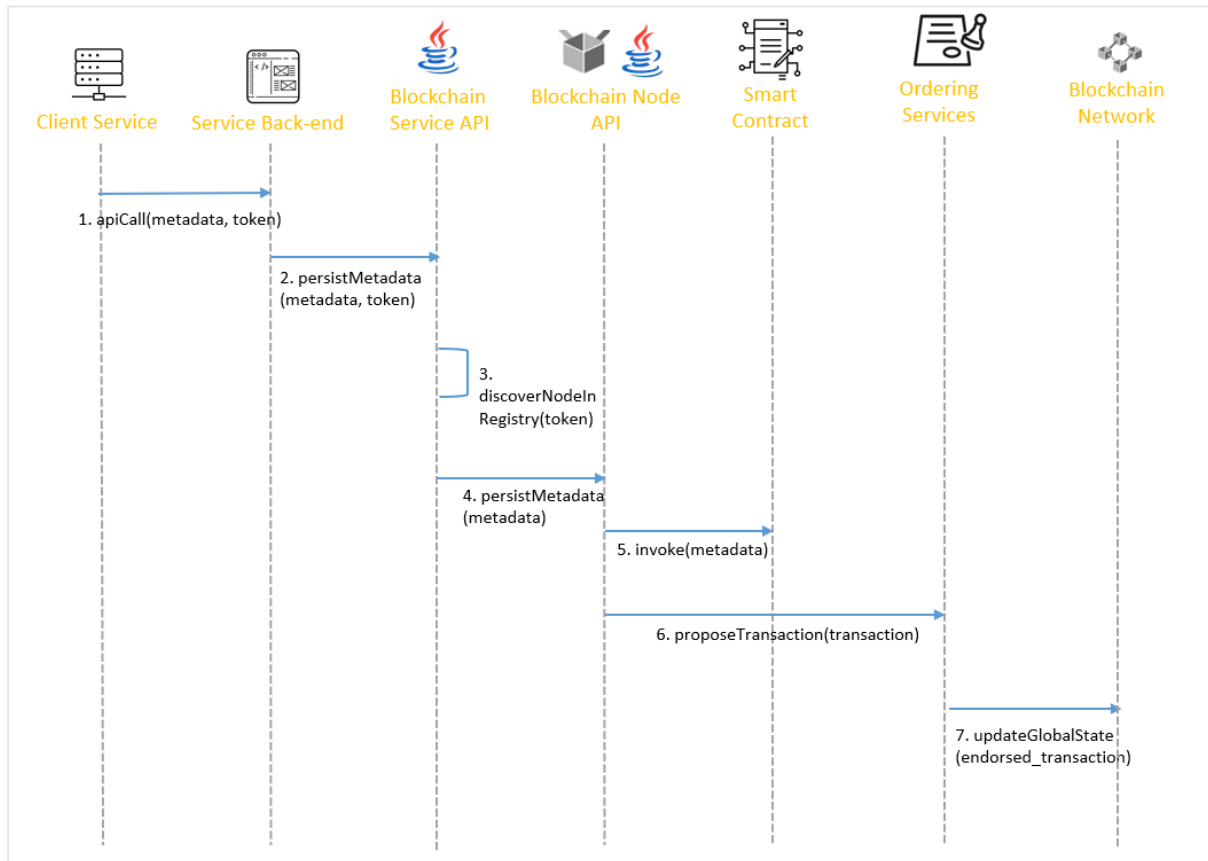 Client Service
Service Back-end
Blockchain
Service API
Blockchain Node
API
Smart
Contract
Ordering
Services
Blockchain
Network
1. apiCall(metadata, token)
2. persistMetadata
(metadata, token)
3.
discoverNodeIn
Registry(token)
4. persistMetadata
(metadata)
5. invoke(metadata)
6. proposeTransaction(transaction)
7. updateGlobalState
(endorsed_transaction)